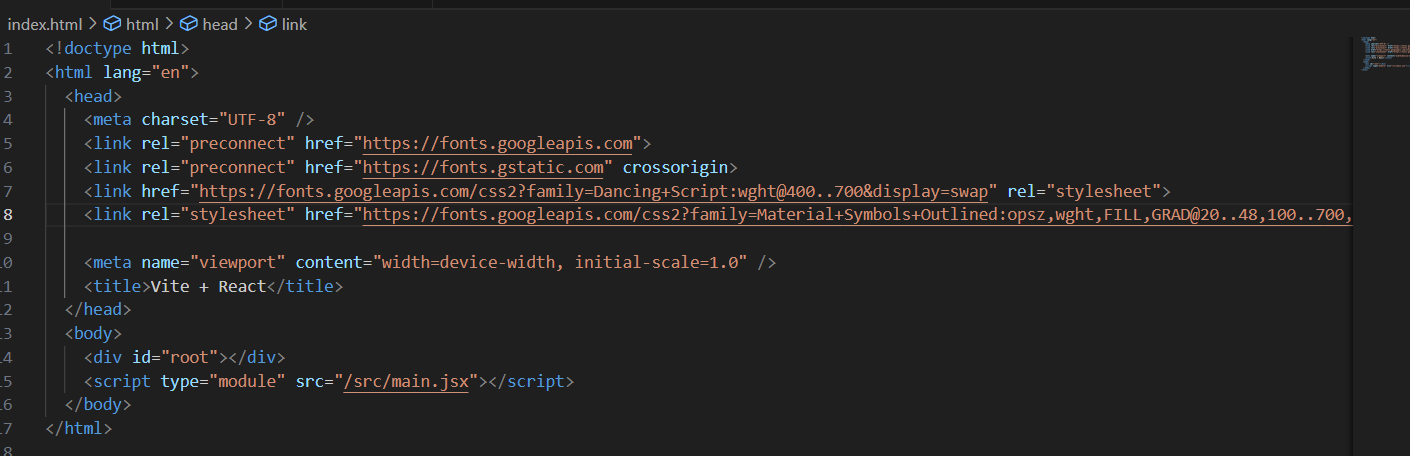 index.html > html > head > link
1 <!doctype html>
2 <html lang="en">
3 <head>
4 <meta charset="UTF-8" />
5 <link rel="preconnect" href="https://fonts.googleapis.com">
6 <link rel="preconnect" href="https://fonts.gstatic.com" crossorigin>
7 <link href="https://fonts.googleapis.com/css2?family=Dancing+Script:wght@400..700&display=swap" rel="stylesheet">
8 <link rel="stylesheet" href="https://fonts.googleapis.com/css2?family=Material+Symbols+Outlined:opsz,wght,FILL,GRAD@20..48,100..700,
9
10 <meta name="viewport" content="width=device-width, initial-scale=1.0" />
11 <title>Vite + React</title>
12 </head>
13 <body>
14 <div id="root"></div>
15 <script type="module" src="/src/main.jsx"></script>
16 </body>
17 </html>